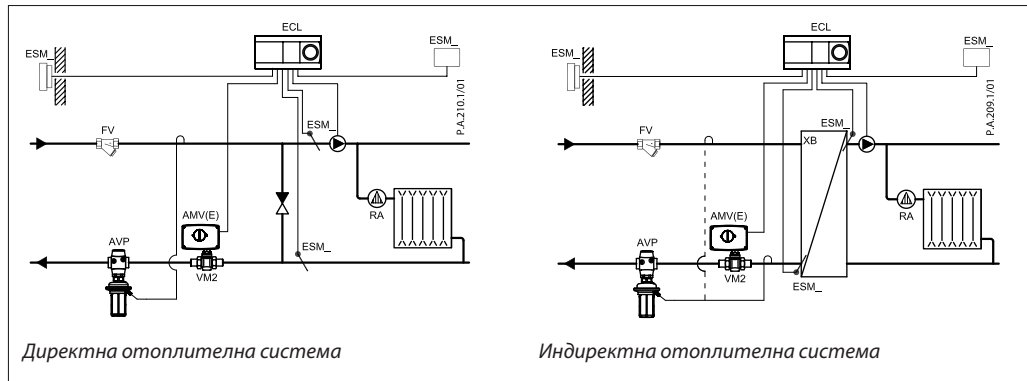 ECL
ESM_
ESM_
P.A.210.1/01
FV
ESM_
RA
AMV(E)
AVP
ESM_
VM2
Директна отоплителна система
ECL
ESM_
ESM_
P.A.209.1/01
FV
ESM_
XB
RA
AMV(E)
AVP
VM2
ESM_
Индиректна отоплителна система